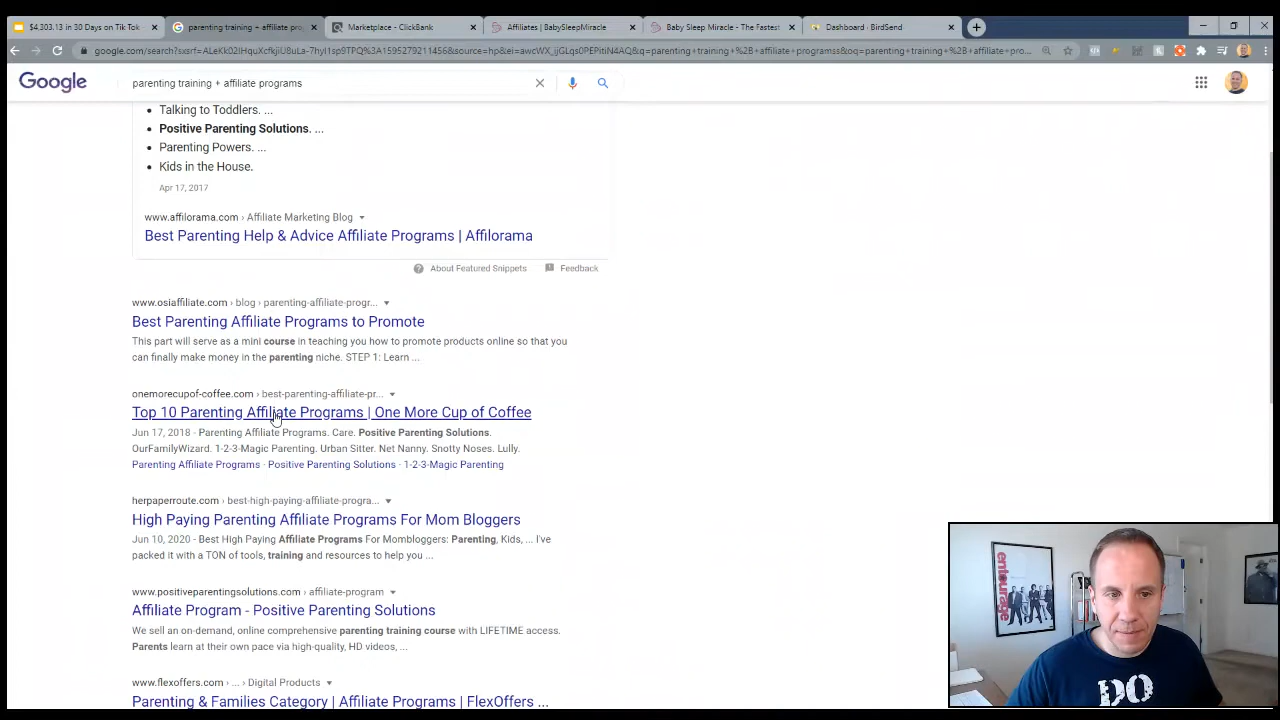 $4,303.13 in 30 Days on Tik Tok
parenting training + affiliate pro
Marketplace - ClickBank
Affiliates | BabySleepMiracle
Baby Sleep Miracle - The Fastest
Dashboard - BirdSend
Google
parenting training + affiliate programs
Talking to Toddlers. ...
Positive Parenting Solutions. ...
Parenting Powers. ...
Kids in the House.
Apr 17, 2017
www.affilorama.com › Affiliate Marketing Blog
Best Parenting Help & Advice Affiliate Programs | Affilorama
About Featured Snippets
Feedback
www.osiaffiliate.com › blog › parenting-affiliate-progr...
Best Parenting Affiliate Programs to Promote
This part will serve as a mini course in teaching you how to promote products online so that you
can finally make money in the parenting niche. STEP 1: Learn ...
onemorecupof-coffee.com › best-parenting-affiliate-pr...
Top 10 Parenting Affiliate Programs | One More Cup of Coffee
Jun 17, 2018 - Parenting Affiliate Programs. Care. Positive Parenting Solutions.
OurFamilyWizard. 1-2-3-Magic Parenting. Urban Sitter. Net Nanny. Snotty Noses. Lully.
Parenting Affiliate Programs · Positive Parenting Solutions · 1-2-3-Magic Parenting
herpaperroute.com › best-high-paying-affiliate-progra...
High Paying Parenting Affiliate Programs For Mom Bloggers
Jun 10, 2020 - Best High Paying Affiliate Programs For Mombloggers: Parenting, Kids, ... I've
packed it with a TON of tools, training and resources to help you ...
www.positiveparentingsolutions.com › affiliate-program
Affiliate Program - Positive Parenting Solutions
We sell an on-demand, online comprehensive parenting training course with LIFETIME access.
Parents learn at their own pace via high-quality, HD videos, ...
www.flexoffers.com › ... › Digital Products
Parenting & Families Category | Affiliate Programs | FlexOffers ...
entourage
DO